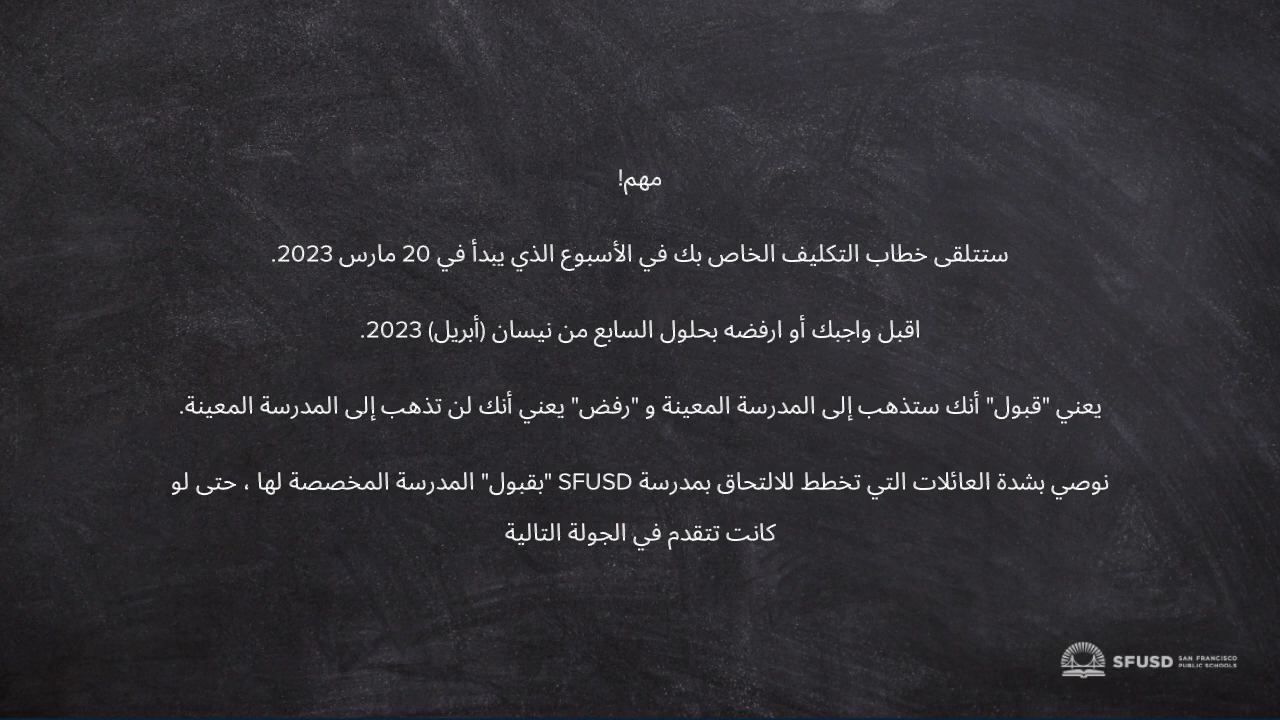 مهم!
ستتلقى خطاب التكليف الخاص بك في الأسبوع الذي يبدأ في 20 مارس 2023.
اقبل واجبك أو ارفضه بحلول السابع من نيسان (أبريل) 2023.
يعني "قبول" أنك ستذهب إلى المدرسة المعينة و "رفض" يعني أنك لن تذهب إلى المدرسة المعينة.
نوصي بشدة العائلات التي تخطط للالتحاق بمدرسة SFUSD "بقبول" المدرسة المخصصة لها ، حتى لو
كانت تتقدم في الجولة التالية
SFUSD SAN FRANCISCO
PUBLIC SCHOOLS